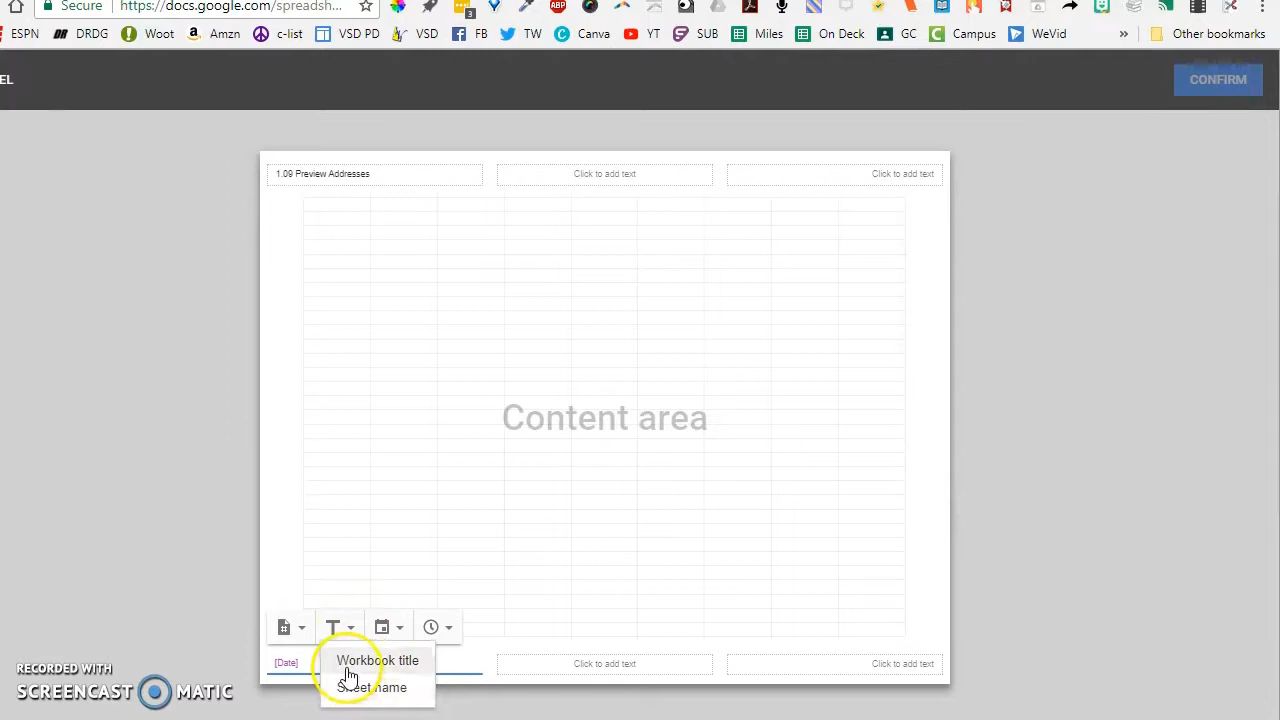 Secure https://docs.google.com/spreadsh...
3 ABP
ESPN DR DRDG Woot a Amzn c-list VSD PD VSD FB TW Canva YT SUB Miles On Deck GC Campus WeVid » Other bookmarks
EL CONFIRM
1.09 Preview Addresses Click to add text Click to add text
Content area
T
[Date] Workbook title Click to add text Click to add text
Sheet name
RECORDED WITH
SCREENCAST MATIC